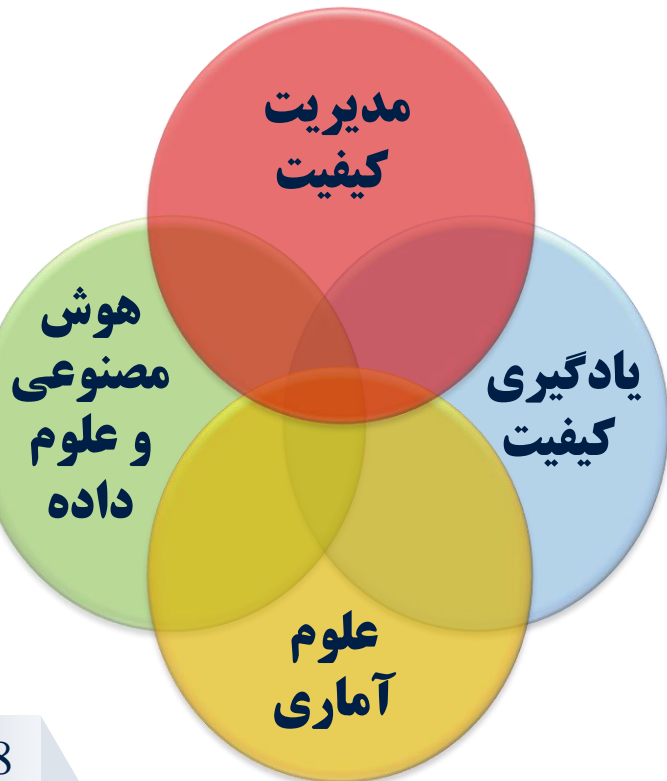 مدیریت
کیفیت
هوش
مصنوعی
و علوم
داده
یادگیری
کیفیت
علوم
آماری
8